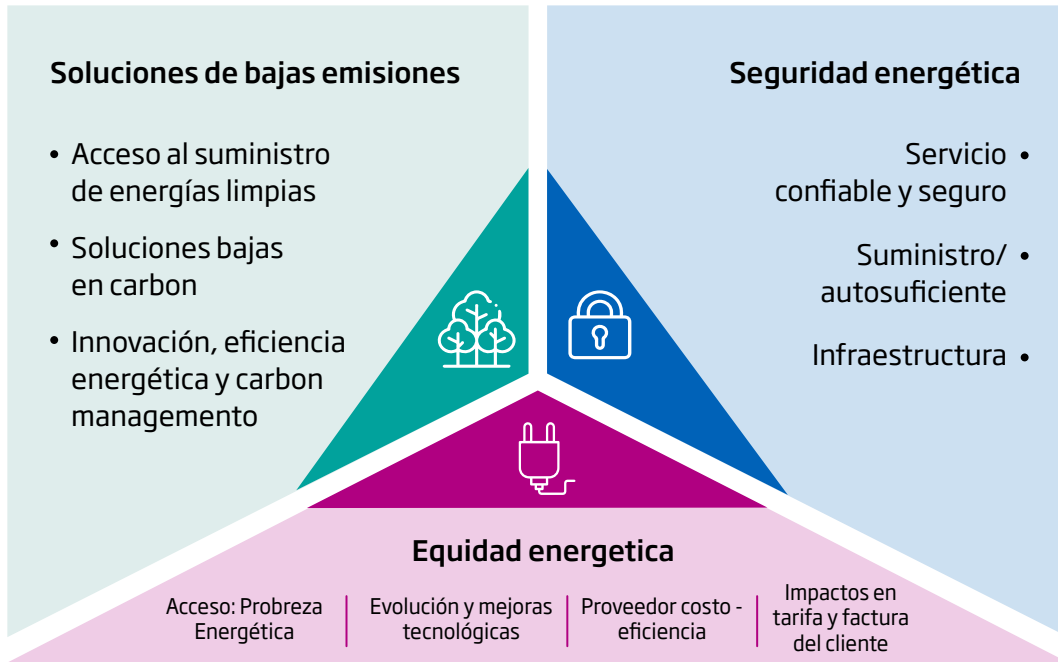 Soluciones de bajas emisiones
• Acceso al suministro
de energías limpias
• Soluciones bajas
en carbon
• Innovación, eficiencia
energética y carbon
managemento
Seguridad energética
Servicio •
confiable y seguro
Suministro/ •
autosuficiente
Infraestructura •
Equidad energetica
Acceso: Probreza
Energética
Evolución y mejoras
tecnológicas
Proveedor costo -
eficiencia
Impactos en
tarifa y factura
del cliente